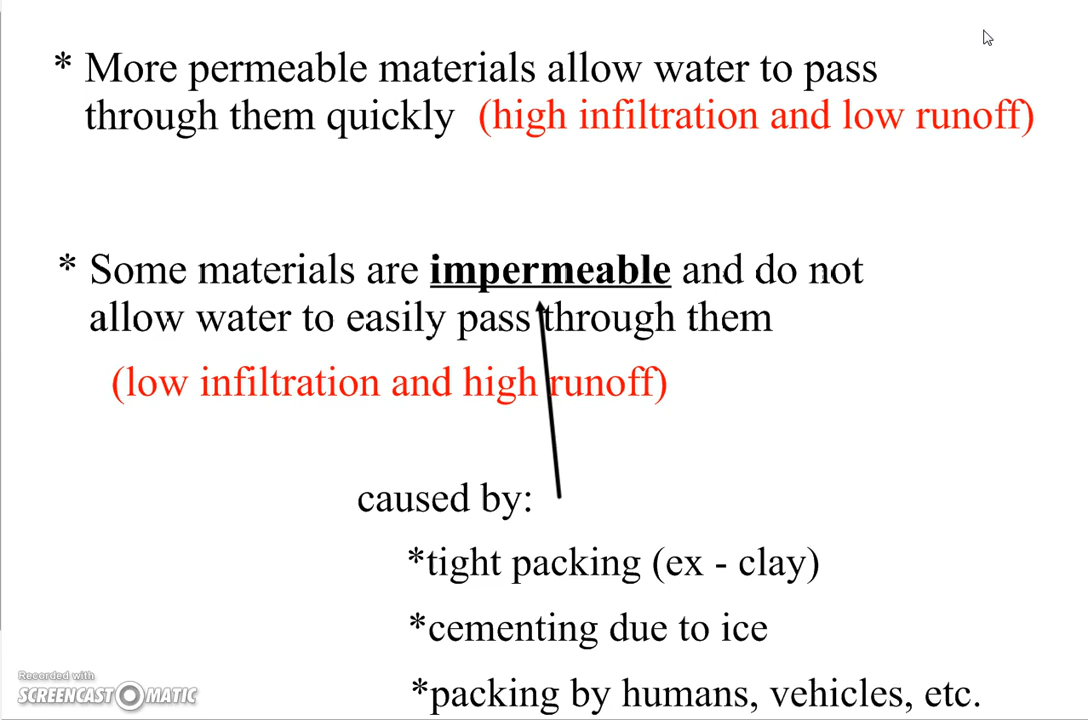 * More permeable materials allow water to pass
through them quickly (high infiltration and low runoff)
* Some materials are impermeable and do not
allow water to easily pass through them
(low infiltration and high runoff)
caused by:
*tight packing (ex - clay)
*cementing due to ice
*packing by humans, vehicles, etc.
Recorded with
SCREENCAST-O-MATIC